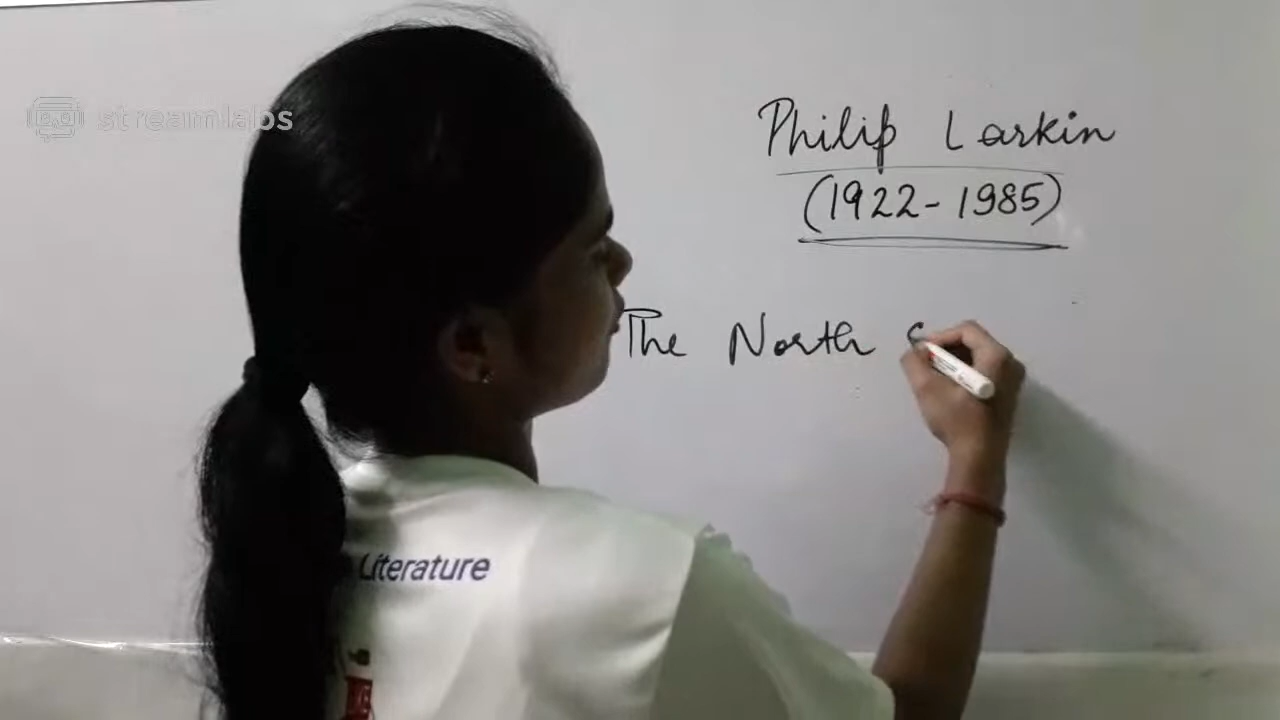 streamlabs
Philip Larkin
(1922-1985)
The North S
Literature